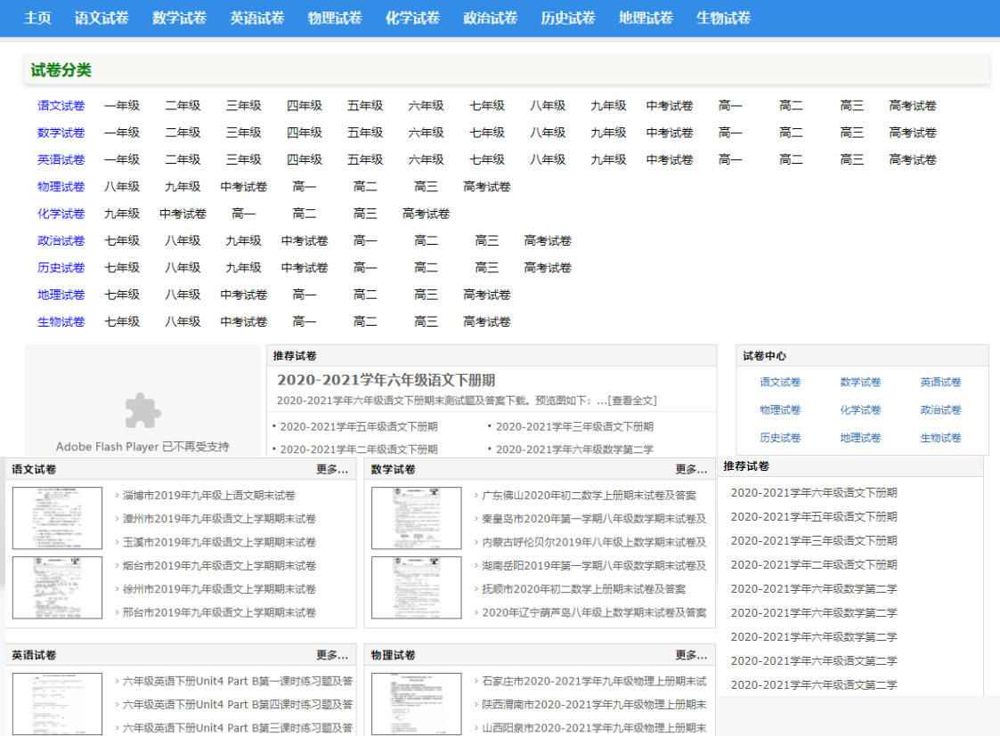 主页 语文试卷 数学试卷 英语试卷 物理试卷 化学试卷 政治试卷 历史试卷 地理试卷 生物试卷
试卷分类
语文试卷 一年级 二年级 三年级 四年级 五年级 六年级 七年级 八年级 九年级 中考试卷 高一 高二 高三 高考试卷
数学试卷 一年级 二年级 三年级 四年级 五年级 六年级 七年级 八年级 九年级 中考试卷 高一 高二 高三 高考试卷
英语试卷 一年级 二年级 三年级 四年级 五年级 六年级 七年级 八年级 九年级 中考试卷 高一 高二 高三 高考试卷
物理试卷 八年级 九年级 中考试卷 高一 高二 高三 高考试卷
化学试卷 九年级 中考试卷 高一 高二 高三 高考试卷
政治试卷 七年级 八年级 九年级 中考试卷 高一 高二 高三 高考试卷
历史试卷 七年级 八年级 九年级 中考试卷 高一 高二 高三 高考试卷
地理试卷 七年级 八年级 中考试卷 高一 高二 高三 高考试卷
生物试卷 七年级 八年级 中考试卷 高一 高二 高三 高考试卷
Adobe Flash Player 已不再受支持
推荐试卷
2020-2021学年六年级语文下册期
2020-2021学年六年级语文下册期末测试题及答案下载。预览图如下：...[查看全文]
2020-2021学年五年级语文下册期 2020-2021学年三年级语文下册期
2020-2021学年二年级语文下册期 2020-2021学年六年级数学第二学
试卷中心
语文试卷 数学试卷 英语试卷
物理试卷 化学试卷 政治试卷
历史试卷 地理试卷 生物试卷
语文试卷 更多...
淄博市2019年九年级上语文期末试卷
漳州市2019年九年级语文上学期期末试卷
玉溪市2019年九年级语文上学期期末试卷
烟台市2019年九年级语文上学期期末试卷
徐州市2019年九年级语文上学期期末试卷
邢台市2019年九年级语文上学期期末试卷
数学试卷 更多...
广东佛山2020年初二数学上册期末试卷及答案
秦皇岛市2020年第一学期八年级数学期末试卷及
内蒙古呼伦贝尔2019年八年级上数学期末试卷及
湖南岳阳2019年第一学期八年级数学期末试卷及
抚顺市2020年初二数学上册期末试卷及答案
2020年辽宁葫芦岛八年级上数学期末试卷及答案
推荐试卷
2020-2021学年六年级语文下册期
2020-2021学年五年级语文下册期
2020-2021学年三年级语文下册期
2020-2021学年二年级语文下册期
2020-2021学年六年级数学第二学
2020-2021学年六年级数学第二学
2020-2021学年六年级数学第二学
2020-2021学年六年级语文第二学
2020-2021学年六年级语文第二学
英语试卷 更多...
六年级英语下册Unit4 Part B第一课时练习题及答
六年级英语下册Unit4 Part B第四课时练习题及答
六年级英语下册Unit4 Part B第三课时练习题及答
物理试卷 更多...
石家庄市2020-2021学年九年级物理上册期末试
陕西渭南市2020-2021学年九年级物理上册期末
山西阳泉市2020-2021学年九年级物理上册期末